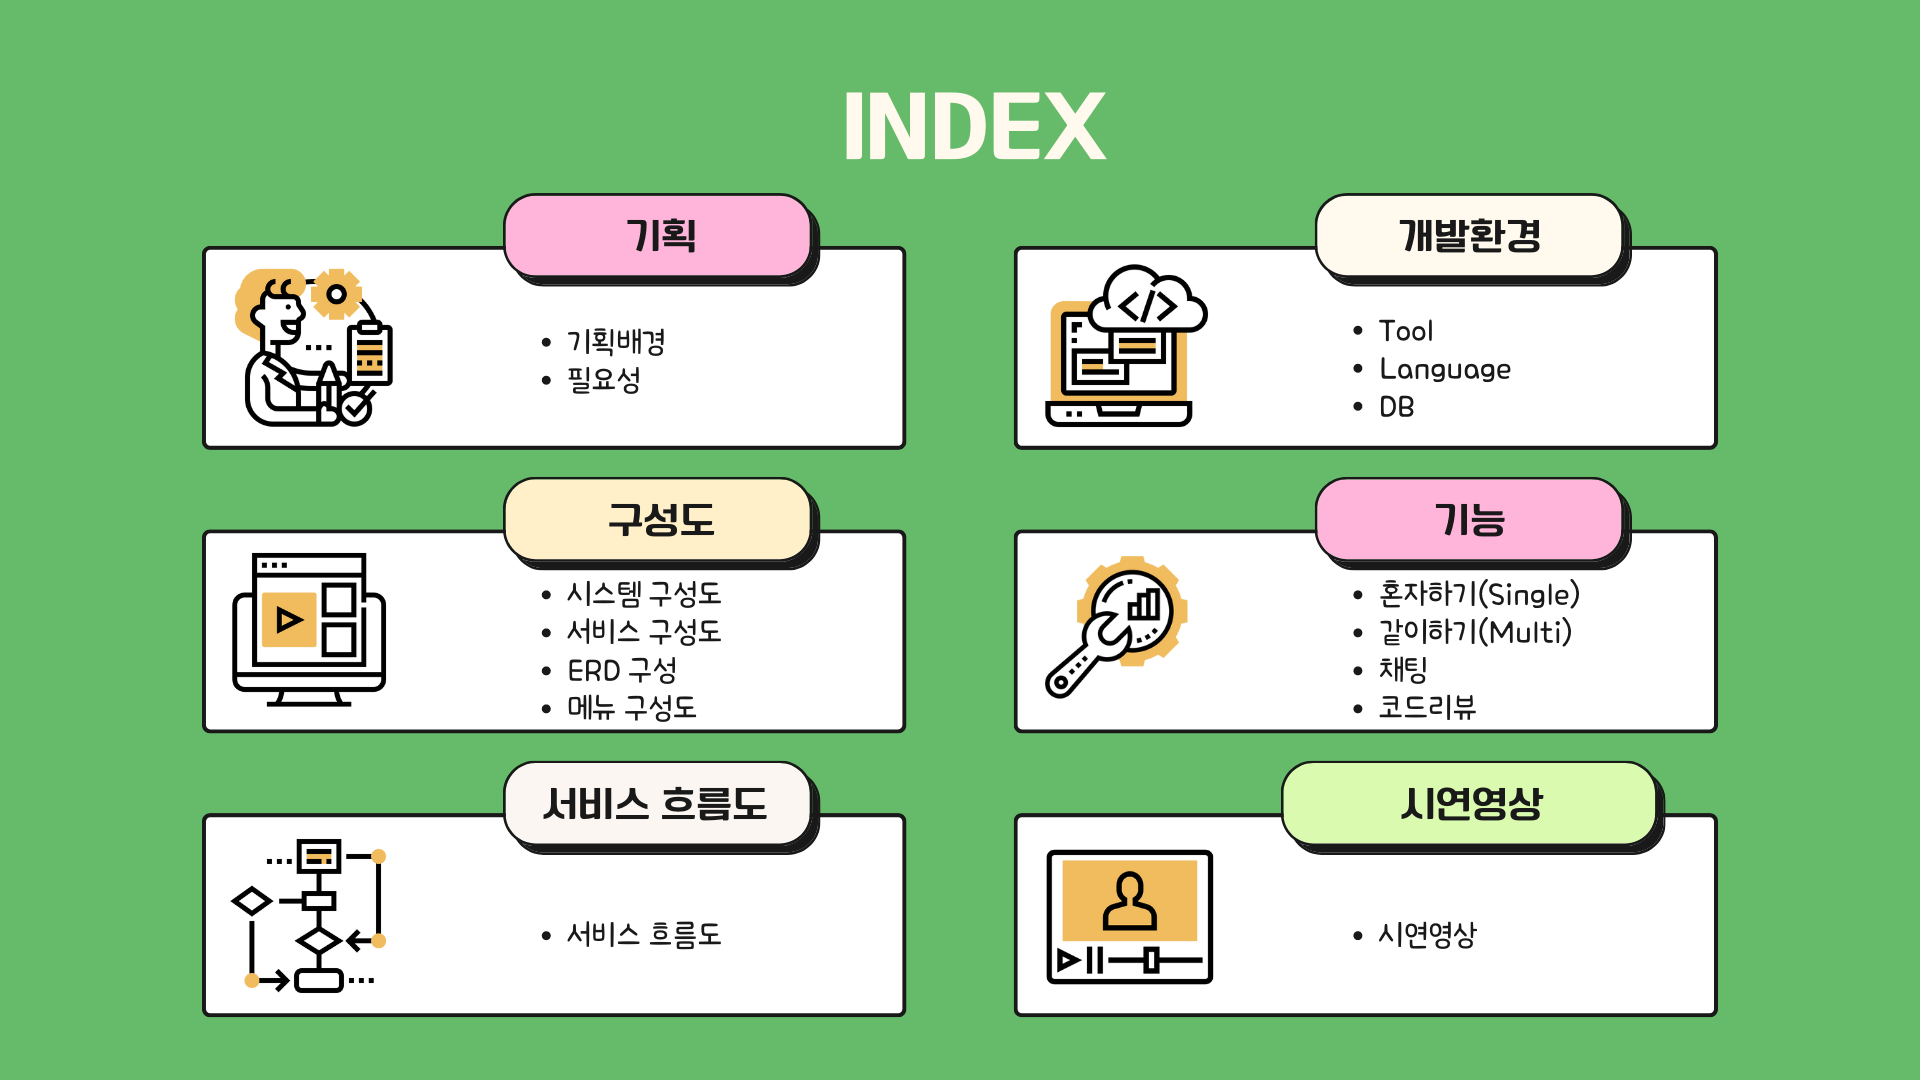 INDEX
기획
기획배경
필요성
개발환경
Tool
Language
DB
구성도
시스템 구성도
서비스 구성도
ERD 구성
메뉴 구성도
기능
혼자하기(Single)
같이하기(Multi)
채팅
코드리뷰
서비스 흐름도
서비스 흐름도
시연영상
시연영상